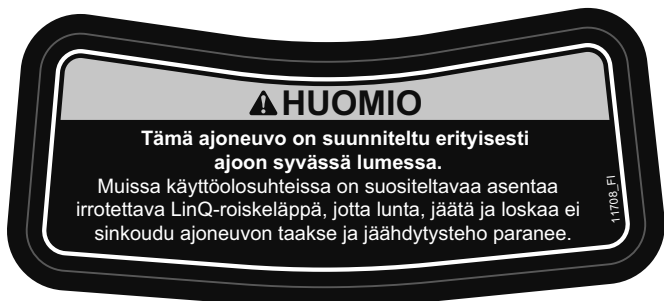 ⚠HUOMIO
Tämä ajoneuvo on suunniteltu erityisesti
ajoon syvässä lumessa.
Muissa käyttöolosuhteissa on suositeltavaa asentaa
irrotettava LinQ-roiskeläppä, jotta lunta, jäätä ja loskaa ei
sinkoudu ajoneuvon taakse ja jäähdytysteho paranee.
11708_FI